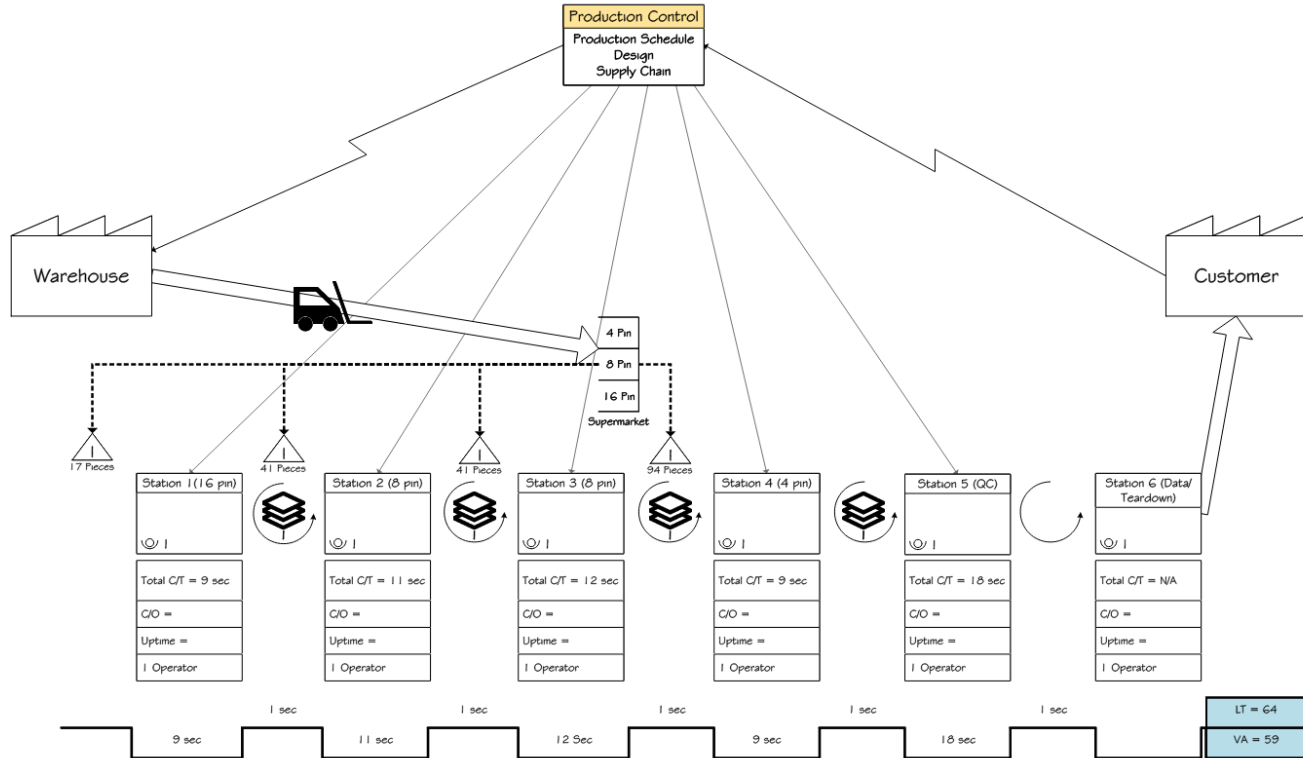 Production Control
Production Schedule
Design
Supply Chain
Warehouse
Customer
4 Pin
8 Pin
16 Pin
Supermarket
I
17 Pieces
I
41 Pieces
I
41 Pieces
I
94 Pieces
Station 1(16 pin)
1
Total C/T = 9 sec
C/O =
Uptime =
1 Operator
1
Station 2 (8 pin)
1
Total C/T = 11 sec
C/O =
Uptime =
1 Operator
1
Station 3 (8 pin)
1
Total C/T = 12 sec
C/O =
Uptime =
1 Operator
1
Station 4 (4 pin)
1
Total C/T = 9 sec
C/O =
Uptime =
1 Operator
1
Station 5 (QC)
1
Total C/T = 18 sec
C/O =
Uptime =
1 Operator
Station 6 (Data/
Teardown)
1
Total C/T = N/A
C/O =
Uptime =
1 Operator
1 sec
1 sec
1 sec
1 sec
1 sec
9 sec
11 sec
12 Sec
9 sec
18 sec
LT = 64
VA = 59